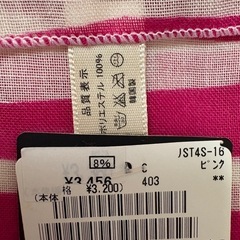 品質表示
ポリエステル 100%
韓国製
JST4S-16
8%
C
ピンク
¥3,456
403
**
価格 ¥3,200)
(本体